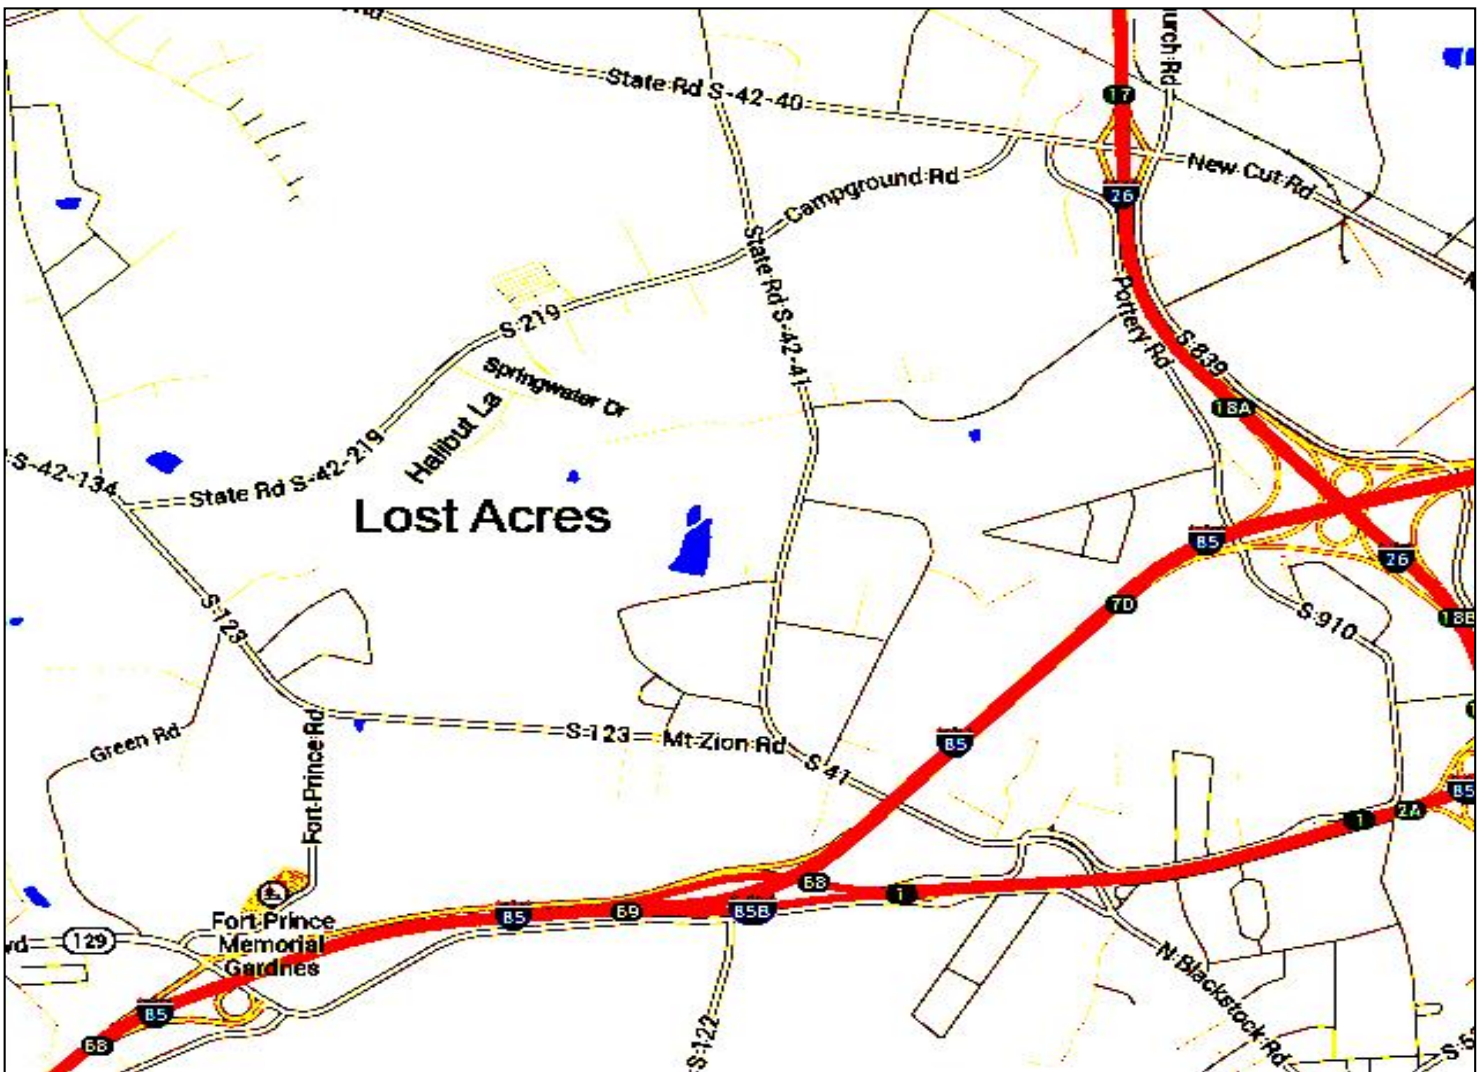 Rd
urch Rd
State Rd S-42-40
17
New Cut Rd
Campground Rd
26
State Rd S-42-41
Pottery Rd
S 219
S 839
Springwater Dr
Halibut La
18A
S-42-134
State Rd S-42-219
Lost Acres
85
26
7D
18B
S 123
S 910
Green Rd
Fort Prince Rd
S 123
Mt Zion Rd
S 41
85
85
2A
1
68
1
85
69
85B
Fort Prince
Memorial
Gardnes
vd
129
N Blackstock Rd
85
68
S 122